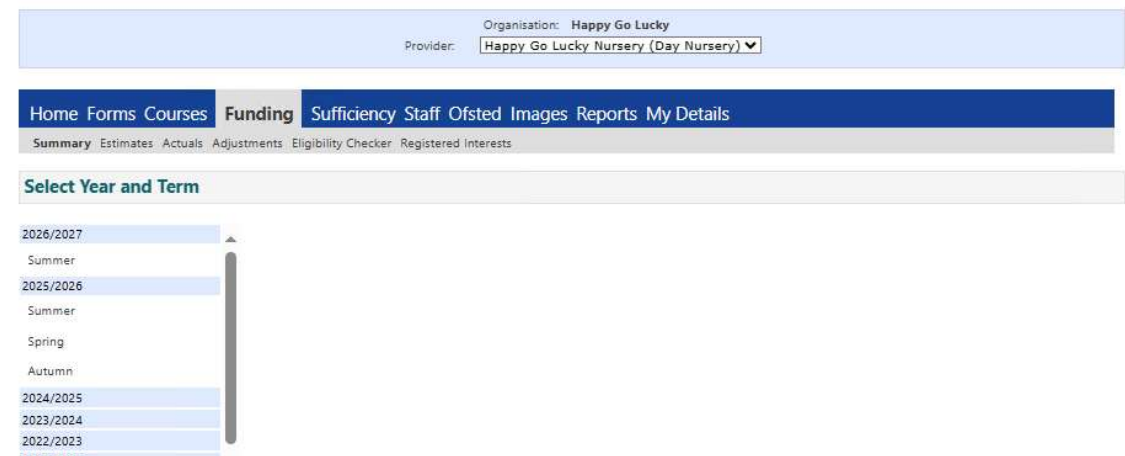 Organisation: Happy Go Lucky
Provider: Happy Go Lucky Nursery (Day Nursery)
Home Forms Courses Funding Sufficiency Staff Ofsted Images Reports My Details
Summary Estimates Actuals Adjustments Eligibility Checker Registered Interests
Select Year and Term
2026/2027
Summer
2025/2026
Summer
Spring
Autumn
2024/2025
2023/2024
2022/2023